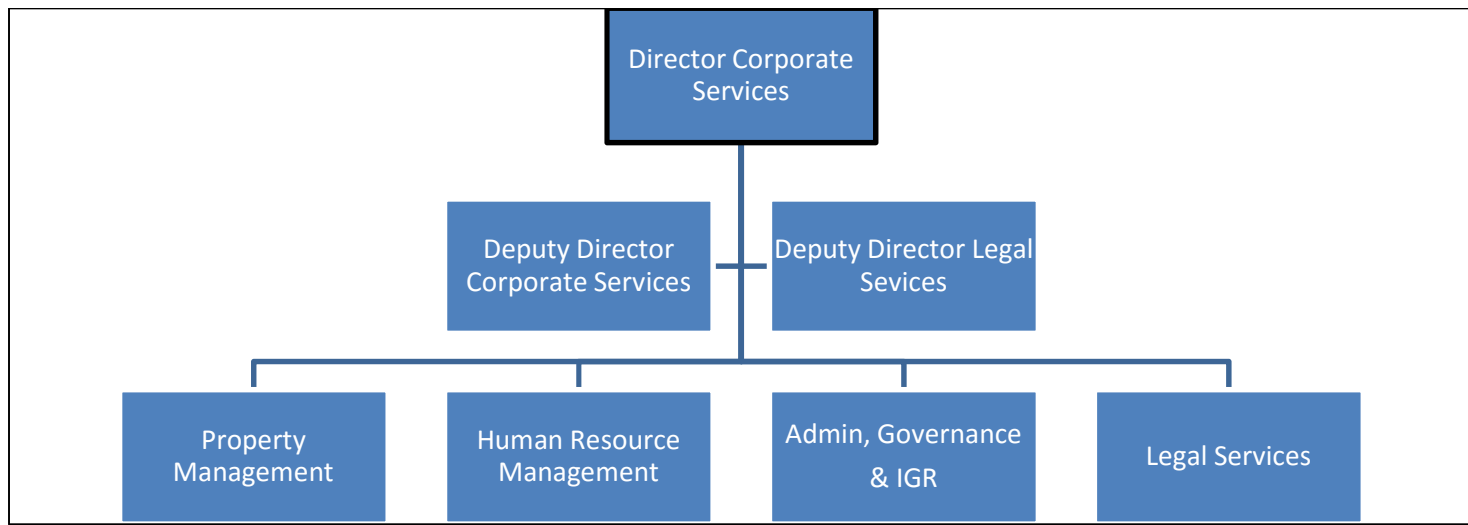 Director Corporate
Services
Deputy Director
Corporate Services
Deputy Director Legal
Sevices
Property
Management
Human Resource
Management
Admin, Governance
& IGR
Legal Services